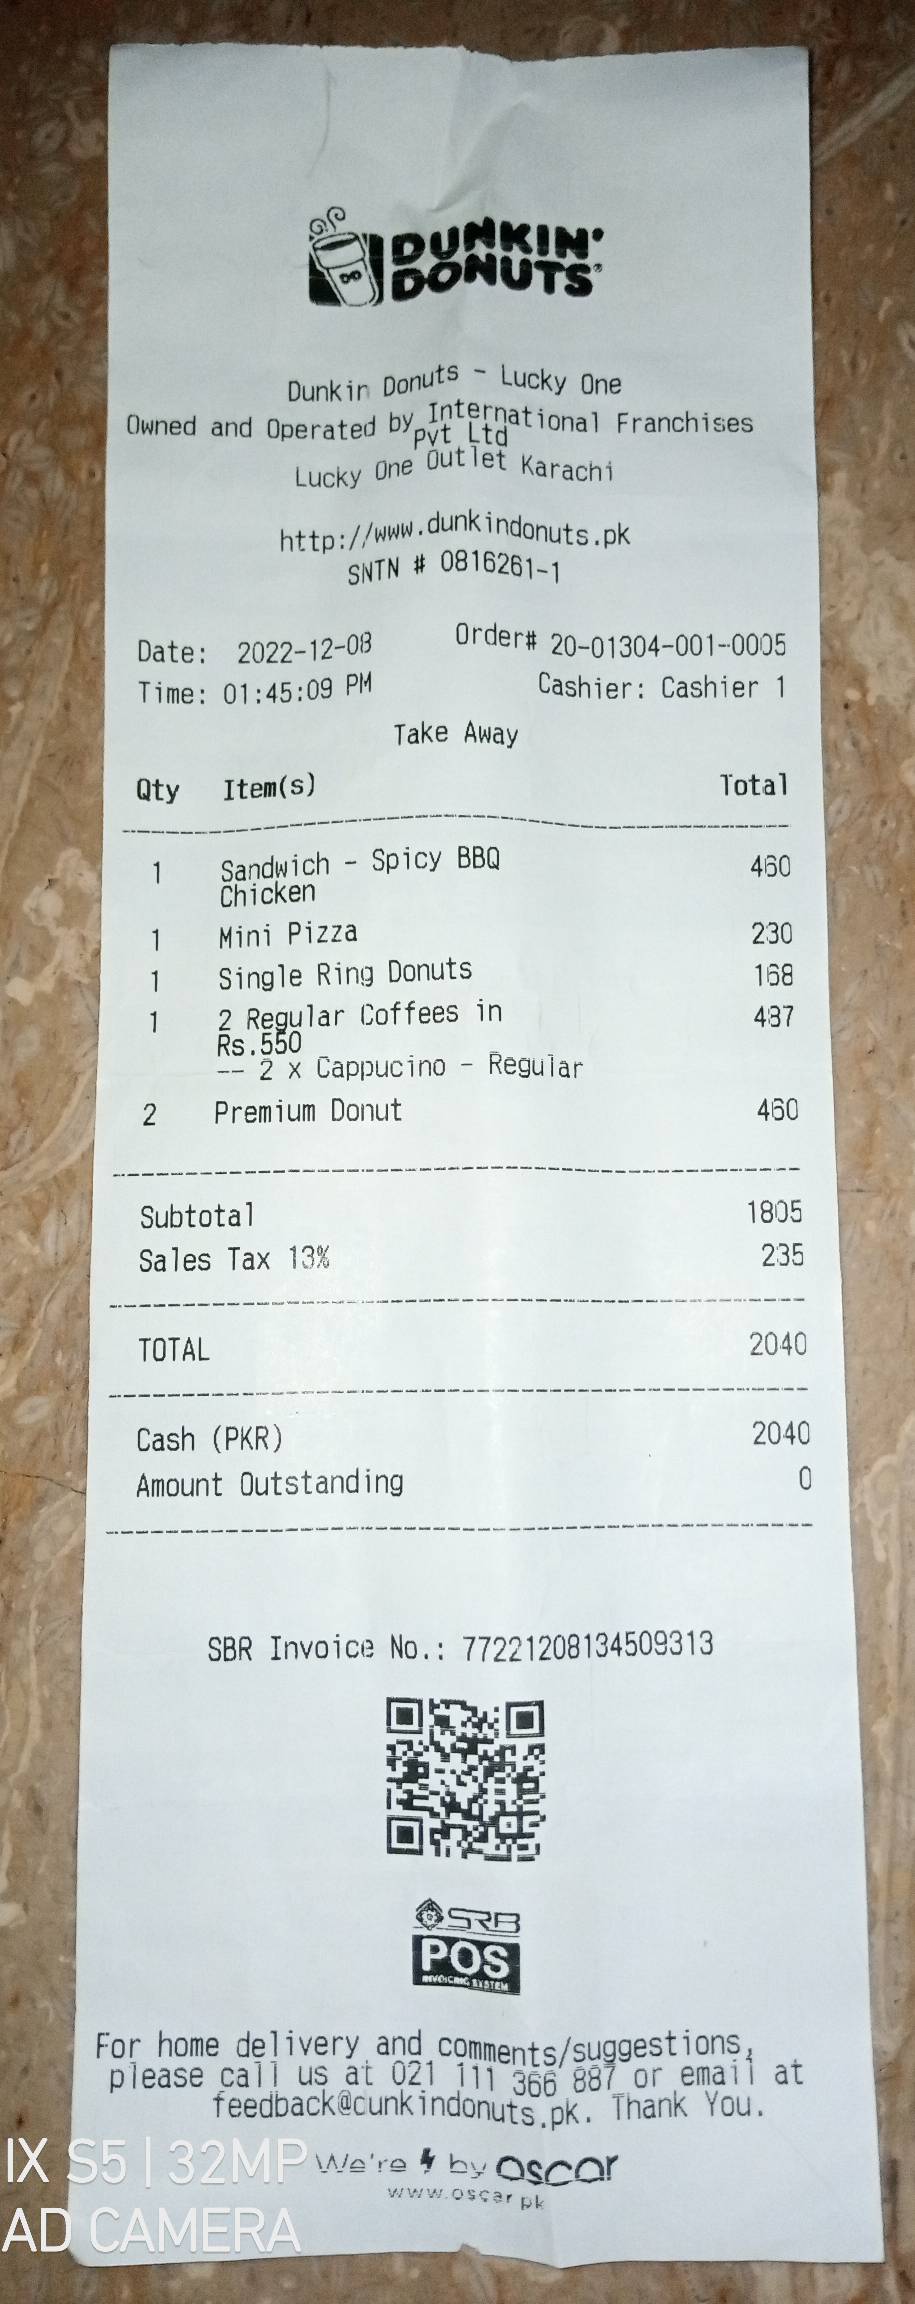 DUNKIN'
DONUTS®
Dunkin Donuts - Lucky One
Owned and Operated by International Franchises
pvt Ltd
Lucky One Outlet Karachi
http://www.dunkindonuts.pk
SNTN # 0816261-1
Date: 2022-12-08 Order# 20-01304-001-0005
Time: 01:45:09 PM Cashier: Cashier 1
Take Away
Qty Item(s) Total
1 Sandwich - Spicy BBQ 460
Chicken
1 Mini Pizza 230
1 Single Ring Donuts 168
1 2 Regular Coffees in 487
Rs.550
-- 2 x Cappucino - Regular
2 Premium Donut 460
Subtotal 1805
Sales Tax 13% 235
TOTAL 2040
Cash (PKR) 2040
Amount Outstanding 0
SBR Invoice No.: 77221208134509313
SRB
POS
INVOICING SYSTEM
For home delivery and comments/suggestions,
please call us at 021 111 366 887 or email at
feedback@cunkindonuts.pk. Thank You.
We're by oscar
www.oscar.pk
IX S5 | 32MP
AD CAMERA